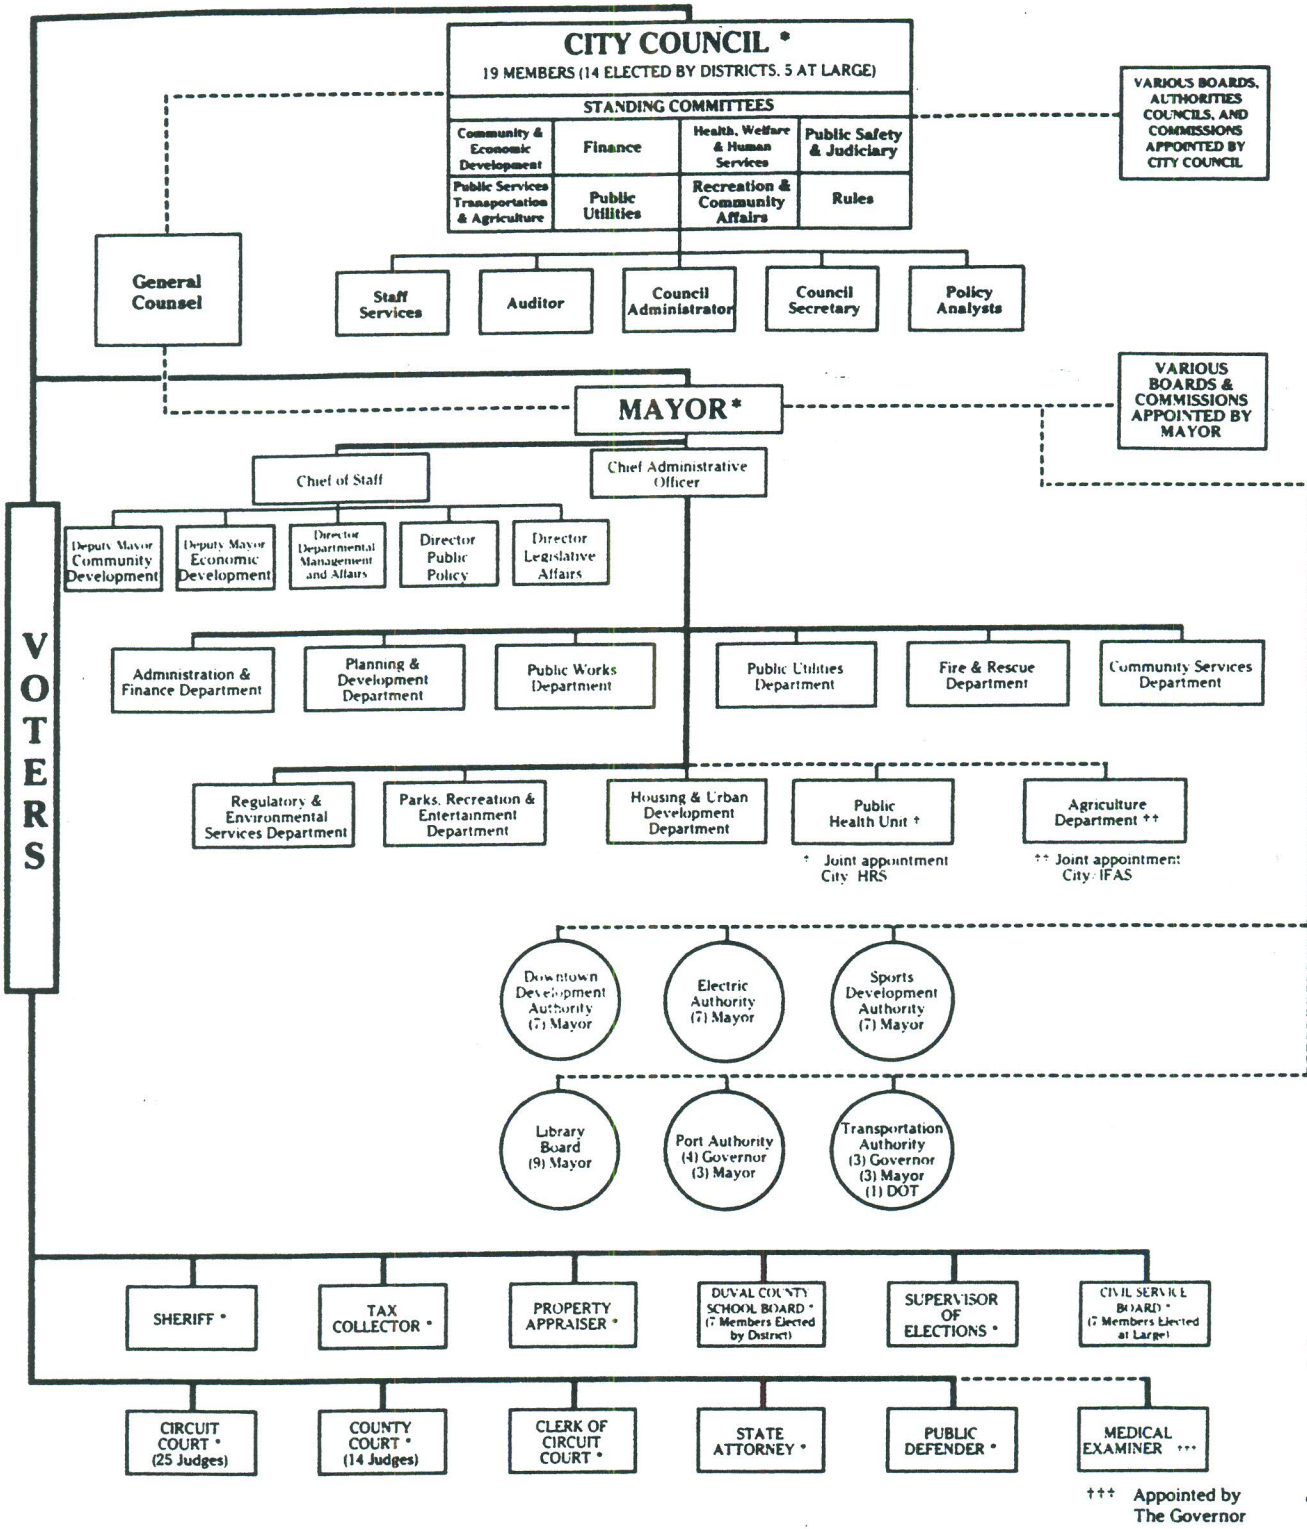 CITY COUNCIL *
19 MEMBERS (14 ELECTED BY DISTRICTS, 5 AT LARGE)
STANDING COMMITTEES
Community &
Economic
Development
Finance
Health, Welfare
& Human
Services
Public Safety
& Judiciary
Public Services
Transportation
& Agriculture
Public
Utilities
Recreation &
Community
Affairs
Rules
VARIOUS BOARDS,
AUTHORITIES
COUNCILS, AND
COMMISSIONS
APPOINTED BY
CITY COUNCIL
General
Counsel
Staff
Services
Auditor
Council
Administrator
Council
Secretary
Policy
Analysts
MAYOR*
VARIOUS
BOARDS &
COMMISSIONS
APPOINTED BY
MAYOR
Chief of Staff
Chief Administrative
Officer
Deputy Mayor
Community
Development
Deputy Mayor
Economic
Development
Director
Departmental
Management
and Affairs
Director
Public
Policy
Director
Legislative
Affairs
VOTERS
Administration &
Finance Department
Planning &
Development
Department
Public Works
Department
Public Utilities
Department
Fire & Rescue
Department
Community Services
Department
Regulatory &
Environmental
Services Department
Parks, Recreation &
Entertainment
Department
Housing & Urban
Development
Department
Public
Health Unit †
Agriculture
Department ††
† Joint appointment
City/HRS
†† Joint appointment
City/IFAS
Downtown
Development
Authority
(7) Mayor
Electric
Authority
(7) Mayor
Sports
Development
Authority
(7) Mayor
Library
Board
(9) Mayor
Port Authority
(4) Governor
(3) Mayor
Transportation
Authority
(3) Governor
(3) Mayor
(1) DOT
SHERIFF *
TAX
COLLECTOR *
PROPERTY
APPRAISER *
DUVAL COUNTY
SCHOOL BOARD *
(7 Members Elected
by District)
SUPERVISOR
OF
ELECTIONS *
CIVIL SERVICE
BOARD *
(7 Members Elected
at Large)
CIRCUIT
COURT *
(25 Judges)
COUNTY
COURT *
(14 Judges)
CLERK OF
CIRCUIT
COURT *
STATE
ATTORNEY *
PUBLIC
DEFENDER *
MEDICAL
EXAMINER †††
††† Appointed by
The Governor